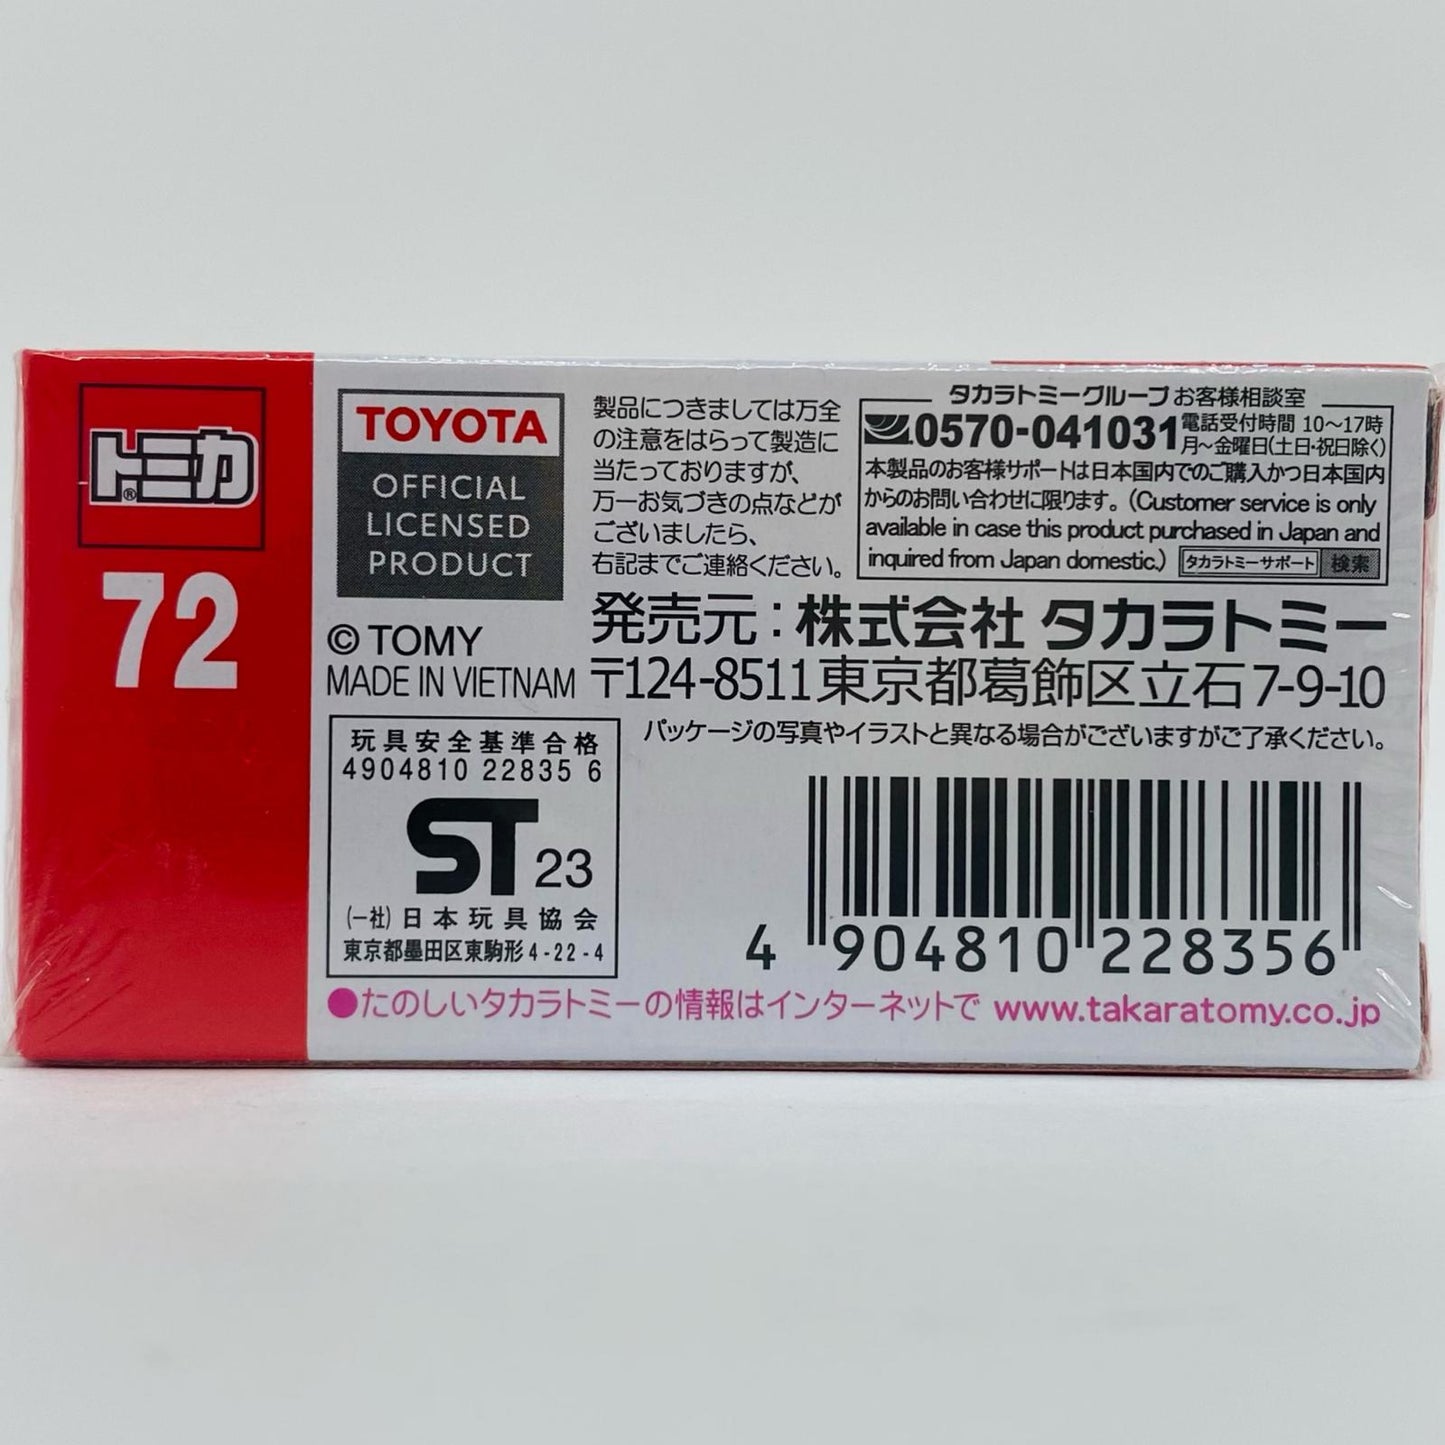 トミカ®
72
TOYOTA
OFFICIAL
LICENSED
PRODUCT
© TOMY
MADE IN VIETNAM
製品につきましては万全
の注意をはらって製造に
当たっておりますが、
万一お気づきの点などが
ございましたら、
右記までご連絡ください。
タカラトミーグループ お客様相談室
0570-041031 電話受付時間 10～17時
月～金曜日(土日・祝日除く)
本製品のお客様サポートは日本国内でのご購入かつ日本国内
からのお問い合わせに限ります。(Customer service is only
available in case this product purchased in Japan and
inquired from Japan domestic.) タカラトミーサポート 検索
発売元：株式会社 タカラトミー
〒124-8511 東京都葛飾区立石7-9-10
パッケージの写真やイラストと異なる場合がございますがご了承ください。
玩具安全基準合格
4904810 22835 6
ST 23
(一社) 日本玩具協会
東京都墨田区東駒形4-22-4
4 904810 228356
●たのしいタカラトミーの情報はインターネットで www.takaratomy.co.jp